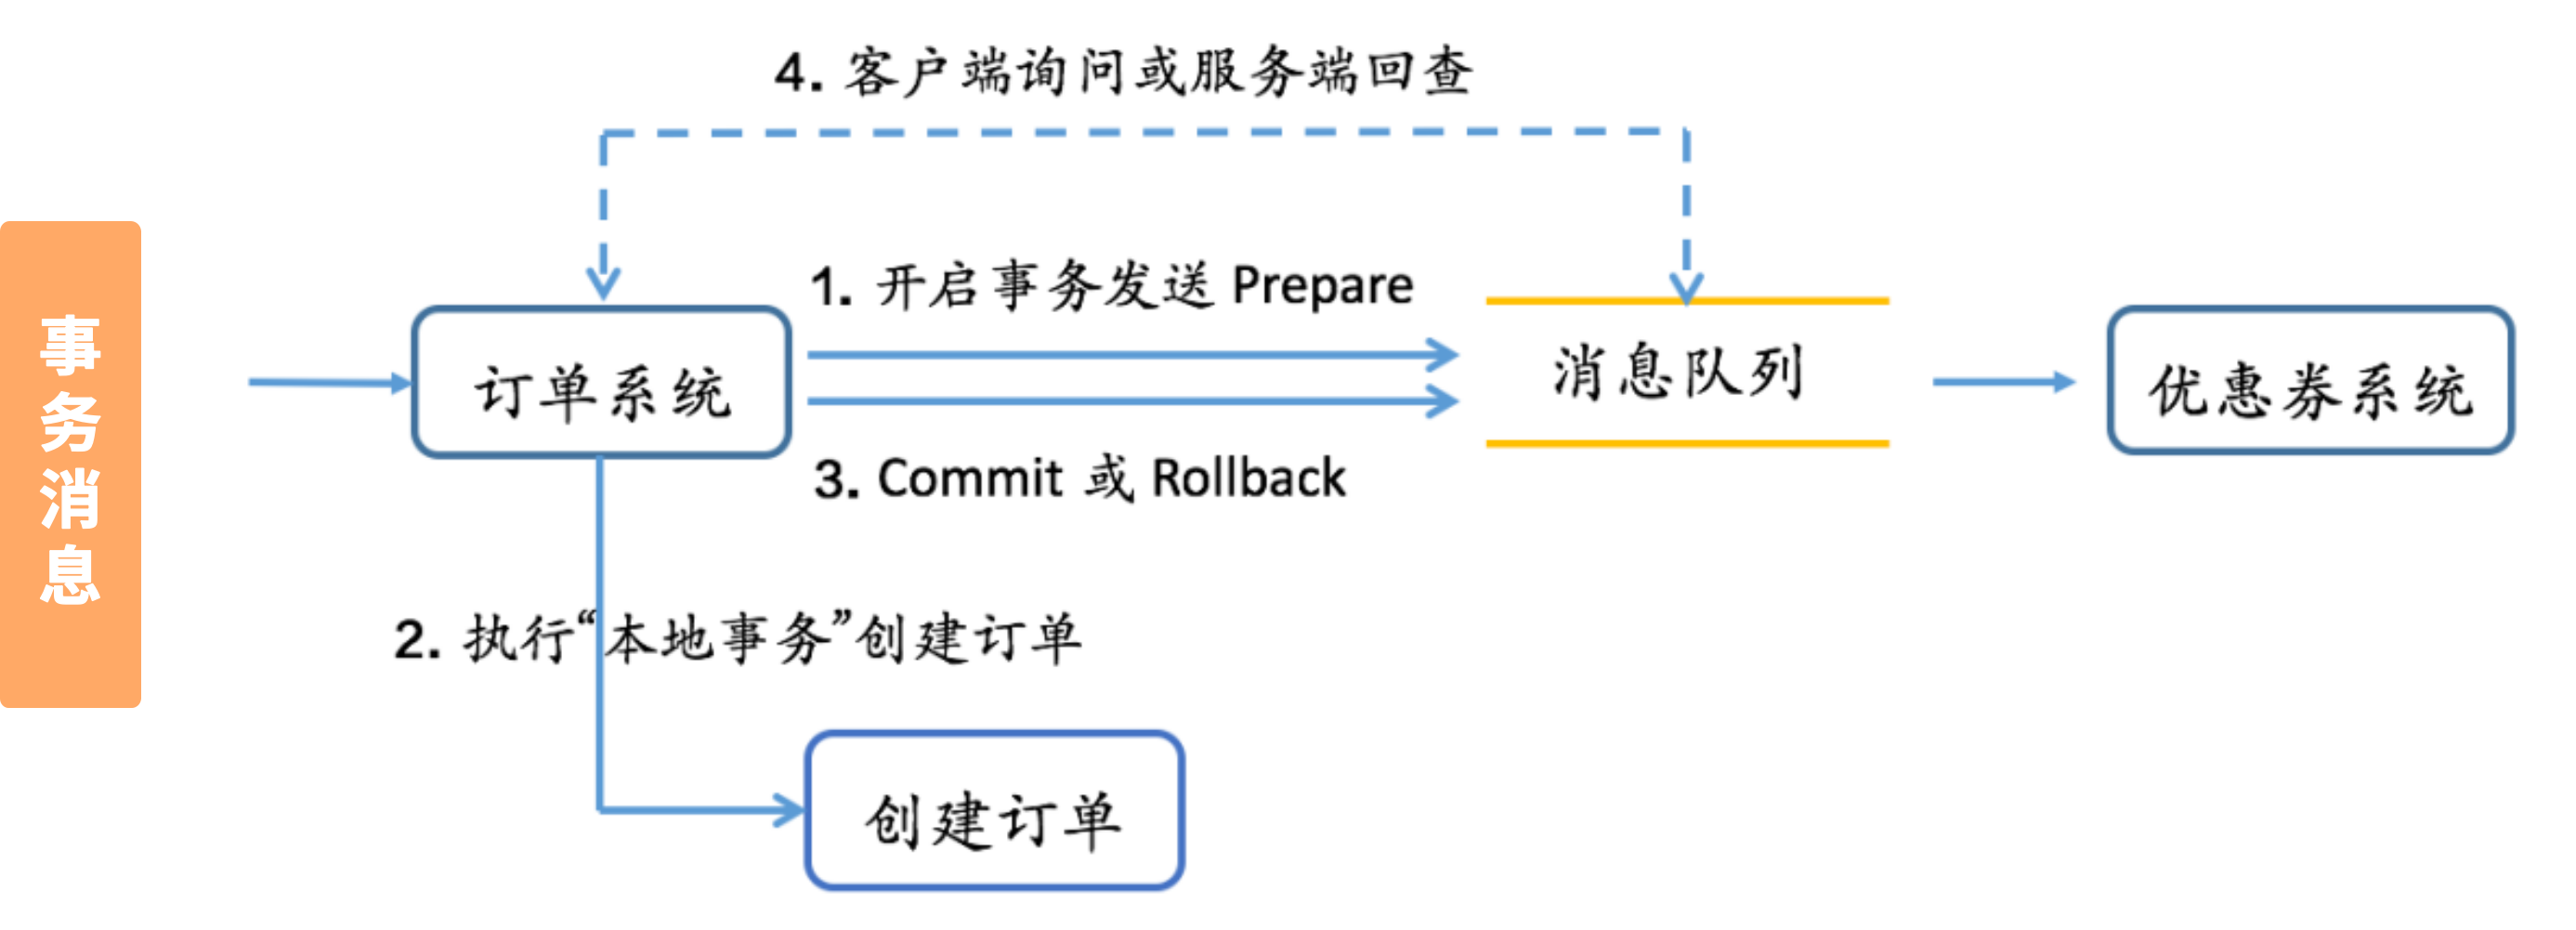 事务消息
4. 客户端询问或服务端回查
1. 开启事务发送 Prepare
订单系统
消息队列
优惠券系统
3. Commit 或 Rollback
2. 执行“本地事务”创建订单
创建订单